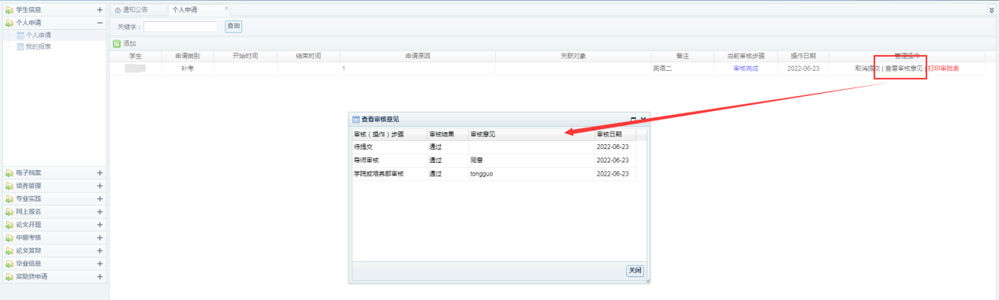 学生信息
个人申请
个人申请
我的报表
电子档案
培养管理
专业实践
网上报名
论文开题
中期考核
论文答辩
毕业信息
奖助贷申请
通知公告 个人申请
关键字： 查询
添加
学生 申请类别 开始时间 结束时间 申请原因 关联对象 备注 当前审核步骤 操作日期 管理操作
补考 1 英语二 审核完成 2022-06-23 取消提交 | 查看审核意见 | 打印审批表
查看审核意见
审核（操作）步骤 审核结果 审核意见 审核日期
待提交 通过 2022-06-23
导师审核 通过 同意 2022-06-23
学院或培养部审核 通过 tongguo 2022-06-23
关闭